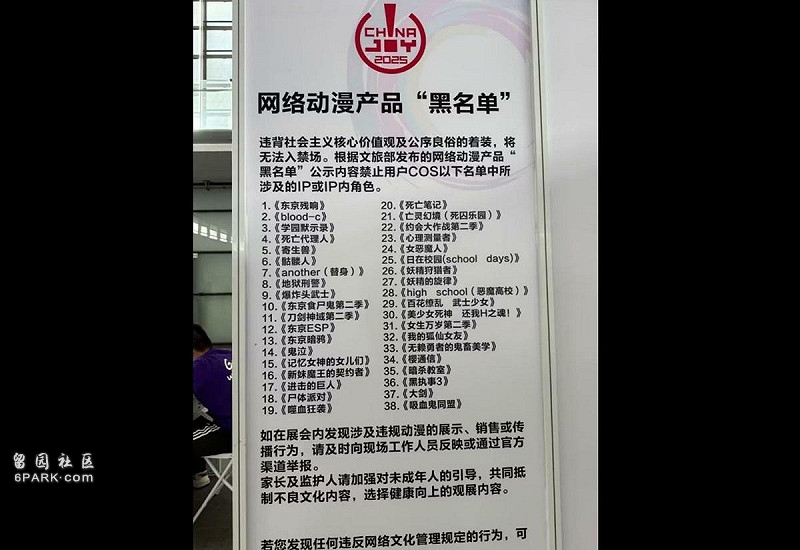 CHINA
JOY
2025
网络动漫产品“黑名单”
违背社会主义核心价值观及公序良俗的着装，将
无法入禁场。根据文旅部发布的网络动漫产品“
黑名单”公示内容禁止用户COS以下名单中所
涉及的IP或IP内角色。
1.《东京残响》
2.《blood-c》
3.《学园默示录》
4.《死亡代理人》
5.《寄生兽》
6.《骷髅人》
7.《another（替身）》
8.《地狱刑警》
9.《爆炸头武士》
10.《东京食尸鬼第二季》
11.《刀剑神域第二季》
12.《东京ESP》
13.《东京暗鸦》
14.《鬼泣》
15.《记忆女神的女儿们》
16.《新妹魔王的契约者》
17.《进击的巨人》
18.《尸体派对》
19.《噬血狂袭》
20.《死亡笔记》
21.《亡灵幻境（死囚乐园）》
22.《约会大作战第二季》
23.《心理测量者》
24.《女恶魔人》
25.《日在校园(school days)》
26.《妖精狩猎者》
27.《妖精的旋律》
28.《high school（恶魔高校）》
29.《百花缭乱 武士少女》
30.《美少女死神 还我H之魂！》
31.《女生万岁第二季》
32.《我的狐仙女友》
33.《无赖勇者的鬼畜美学》
34.《樱通信》
35.《暗杀教室》
36.《黑执事3》
37.《大剑》
38.《吸血鬼同盟》
如在展会内发现涉及违规动漫的展示、销售或传
播行为，请及时向现场工作人员反映或通过官方
渠道举报。
家长及监护人请加强对未成年人的引导，共同抵
制不良文化内容，选择健康向上的观展内容。
若您发现任何违反网络文化管理规定的行为，可
留园社区
6PARK.com